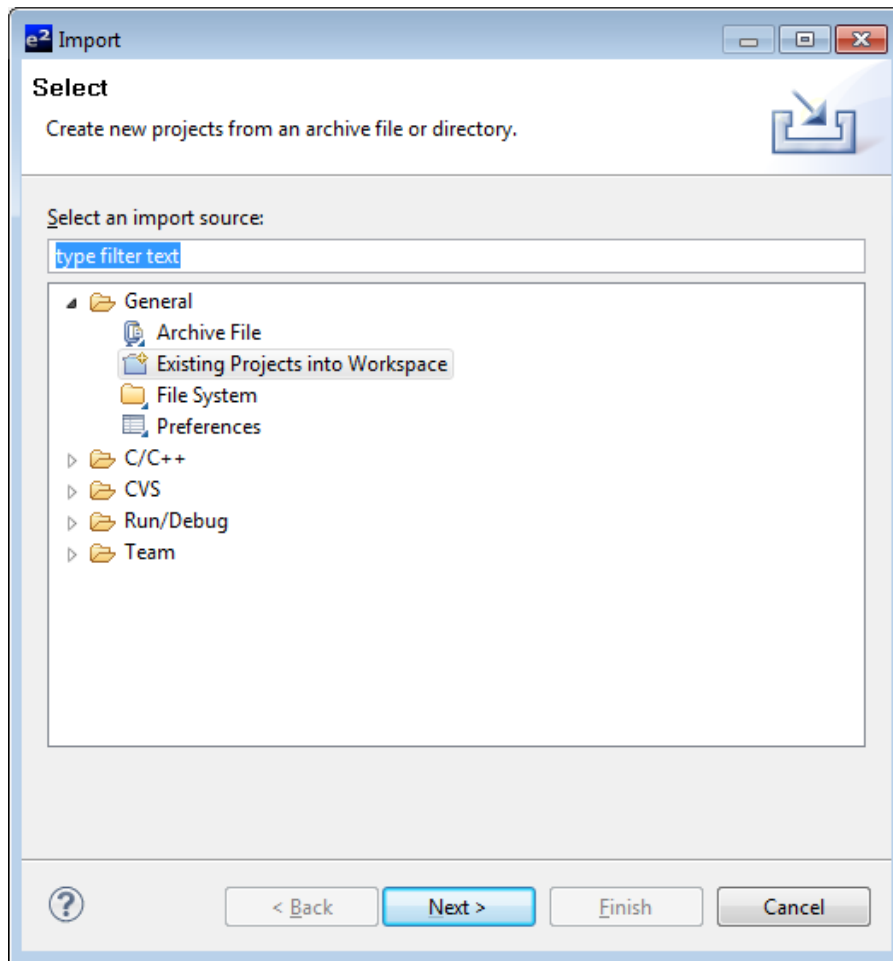 e² Import
Select
Create new projects from an archive file or directory.
Select an import source:
type filter text
General
Archive File
Existing Projects into Workspace
File System
Preferences
C/C++
CVS
Run/Debug
Team
?
< Back Next > Finish Cancel